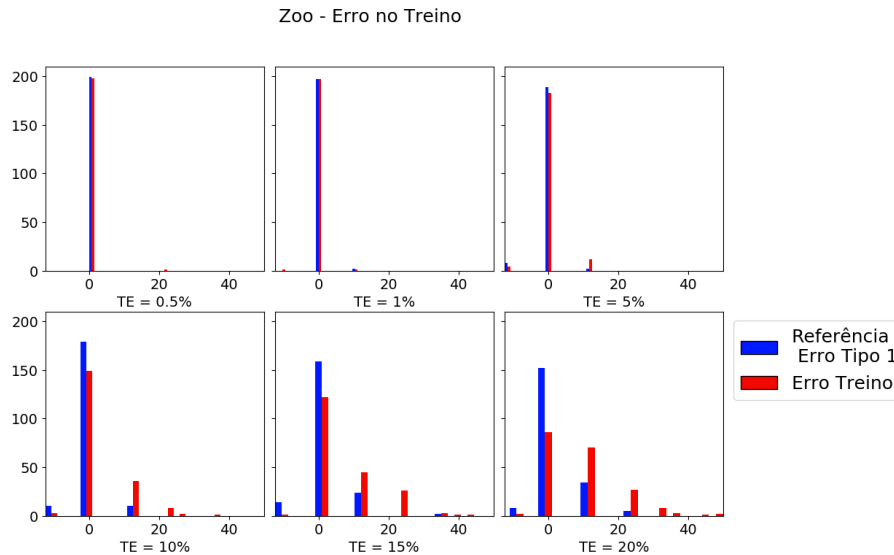 Zoo - Erro no Treino
200
150
100
50
0
0 20 40
TE = 0.5%
0 20 40
TE = 1%
0 20 40
TE = 5%
200
150
100
50
0
0 20 40
TE = 10%
0 20 40
TE = 15%
0 20 40
TE = 20%
Referência
Erro Tipo 1
Erro Treino